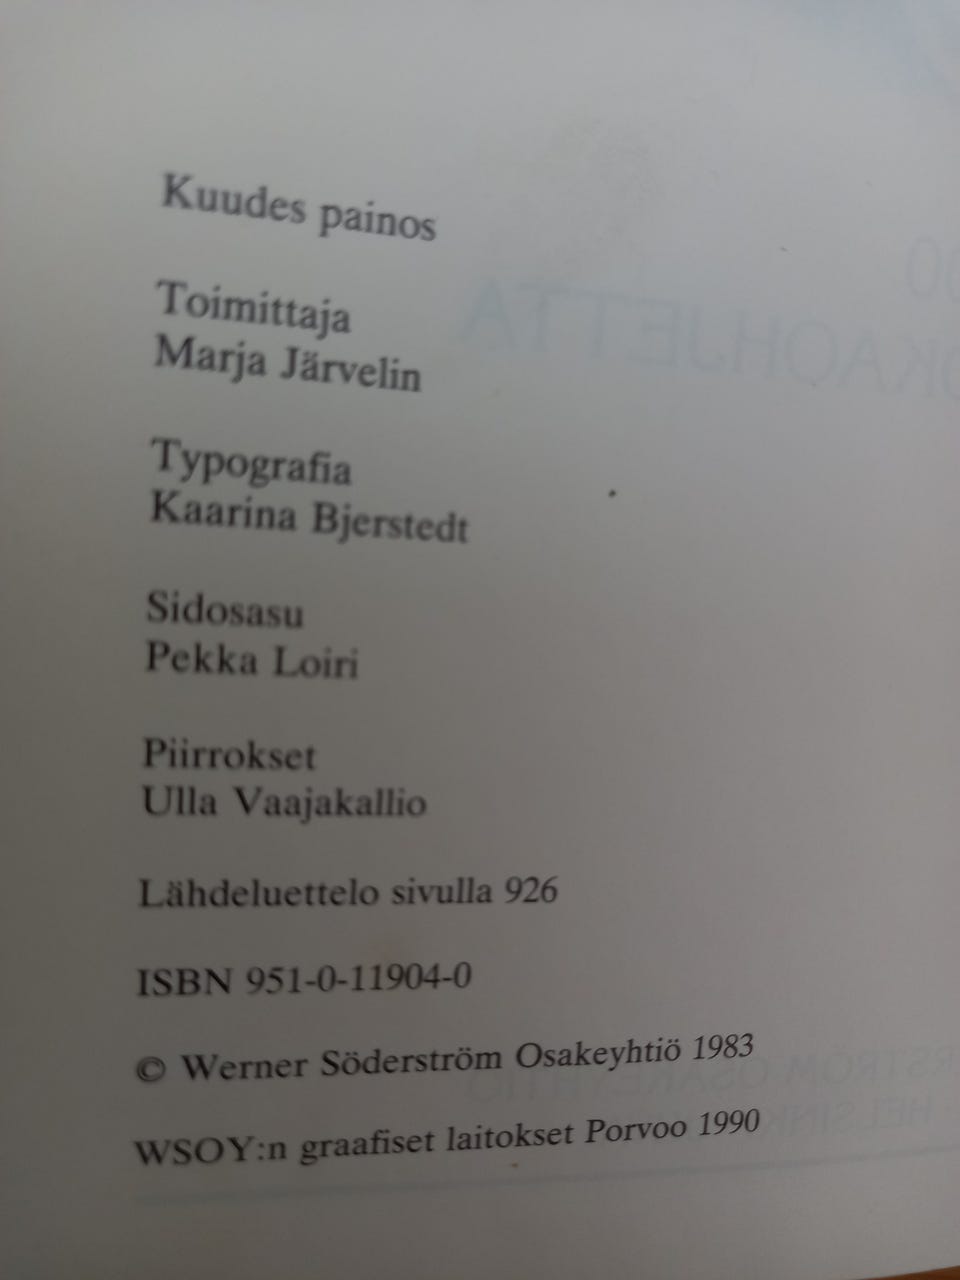 Kuudes painos
Toimittaja
Marja Järvelin
Typografia
Kaarina Bjerstedt
Sidosasu
Pekka Loiri
Piirrokset
Ulla Vaajakallio
Lähdeluettelo sivulla 926
ISBN 951-0-11904-0
© Werner Söderström Osakeyhtiö 1983
WSOY:n graafiset laitokset Porvoo 1990